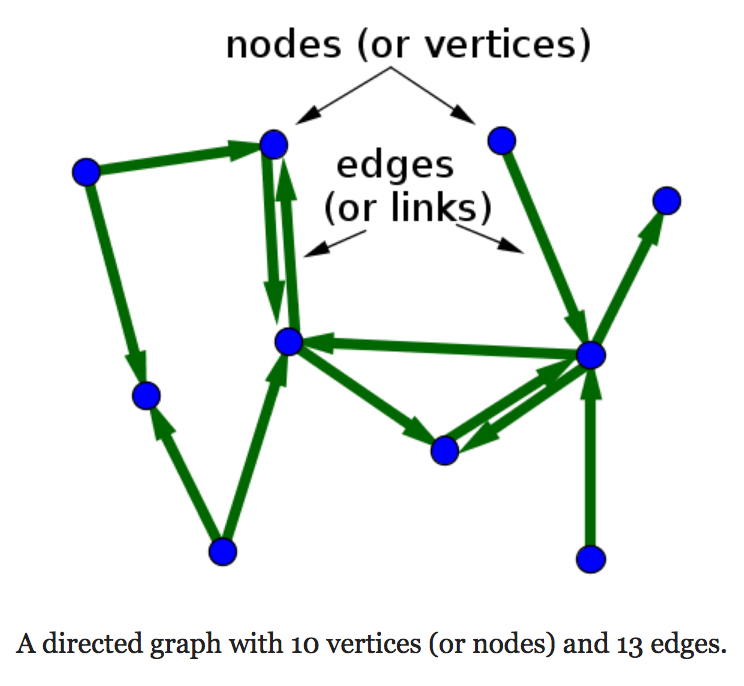 nodes (or vertices)
edges
(or links)
A directed graph with 10 vertices (or nodes) and 13 edges.